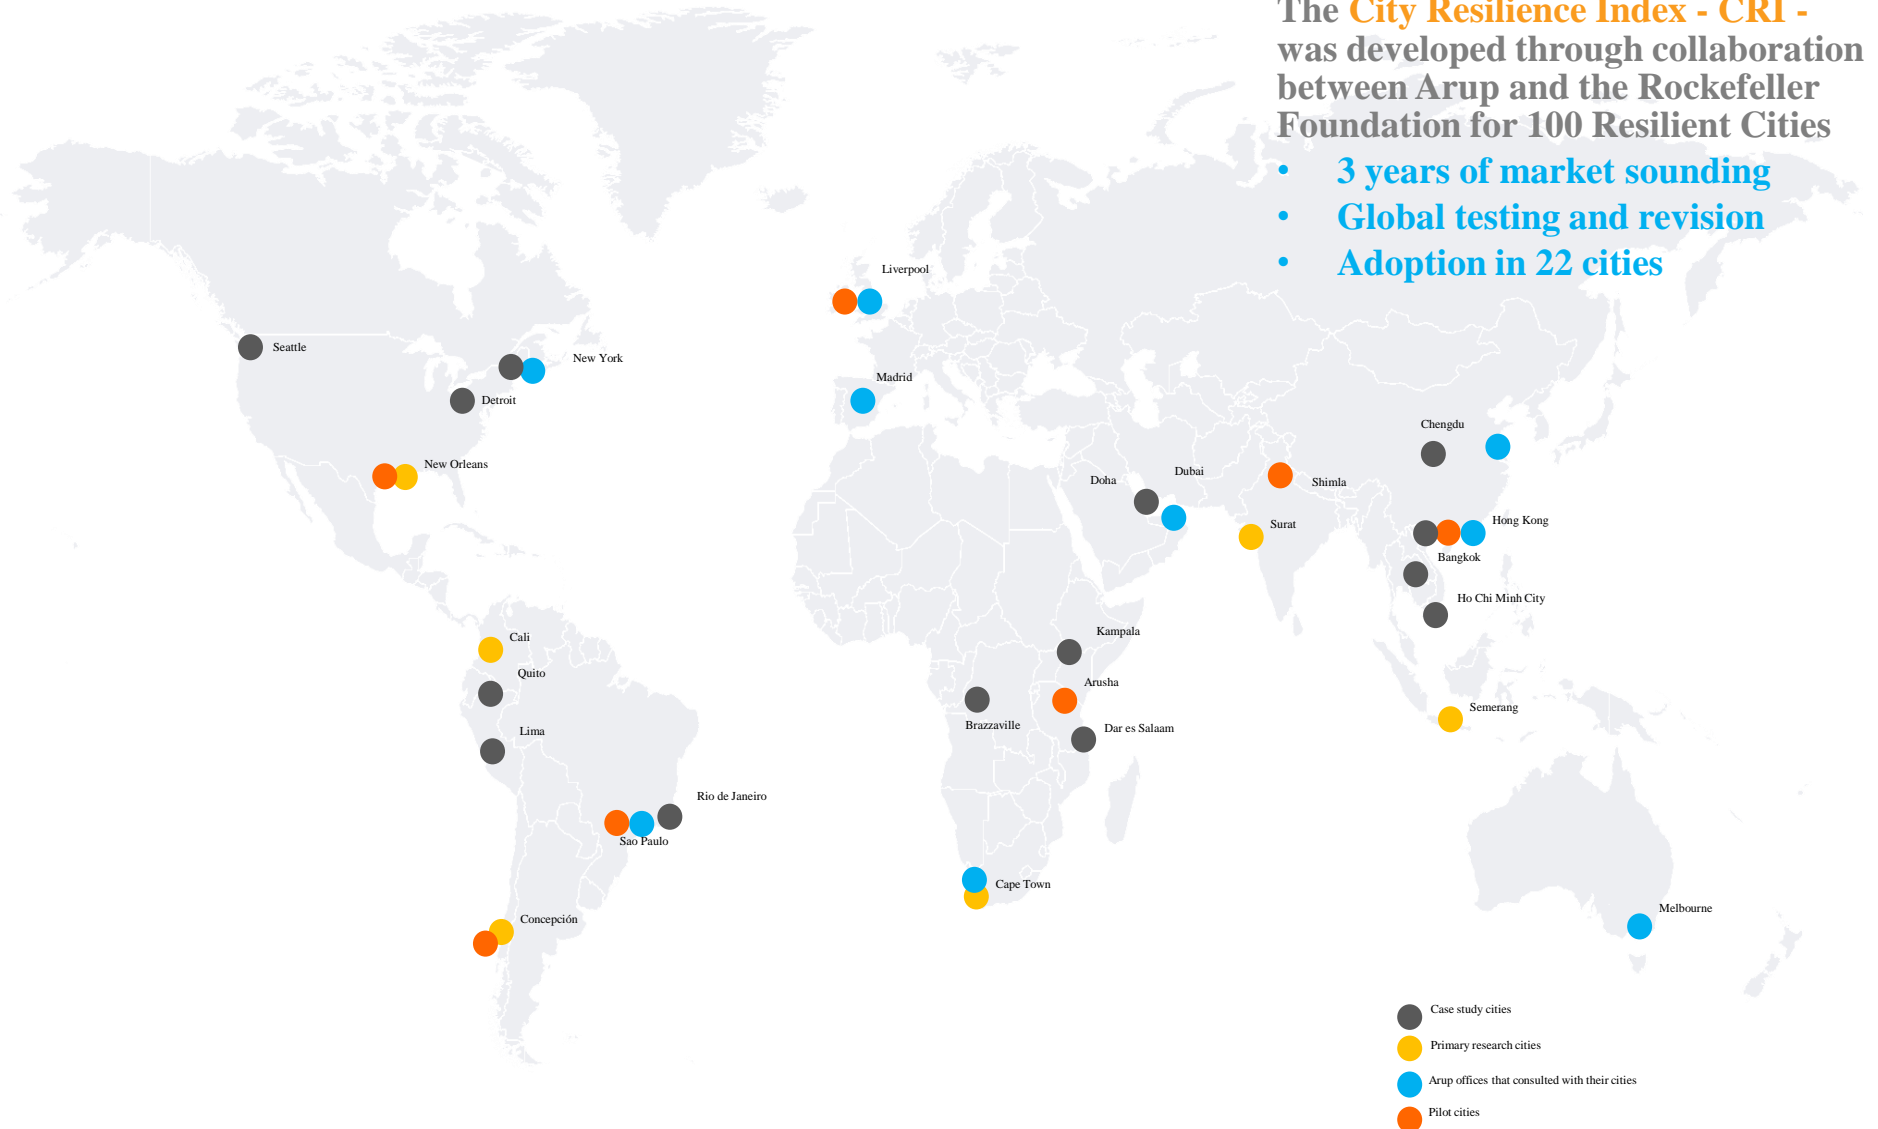 The City Resilience Index - CRI -
was developed through collaboration
between Arup and the Rockefeller
Foundation for 100 Resilient Cities
• 3 years of market sounding
• Global testing and revision
• Adoption in 22 cities
Liverpool
Seattle
New York
Madrid
Detroit
Chengdu
New Orleans
Dubai
Doha
Shimla
Surat
Hong Kong
Bangkok
Ho Chi Minh City
Cali
Kampala
Quito
Arusha
Semerang
Brazzaville
Dar es Salaam
Lima
Rio de Janeiro
Sao Paulo
Cape Town
Concepción
Melbourne
Case study cities
Primary research cities
Arup offices that consulted with their cities
Pilot cities